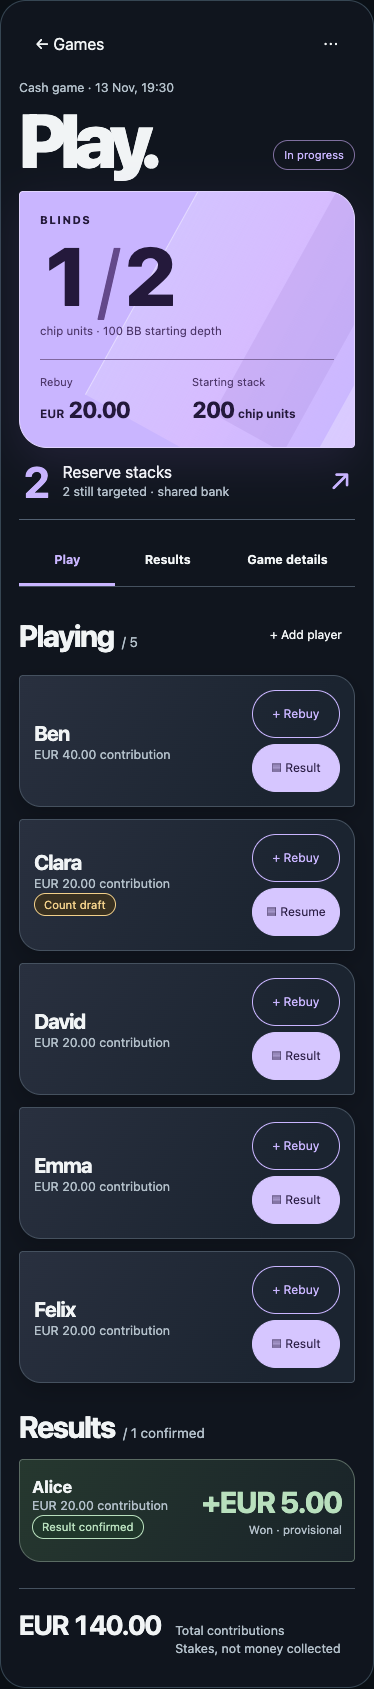 ← Games
···
Cash game · 13 Nov, 19:30
Play.
In progress
BLINDS
1/2
chip units · 100 BB starting depth
Rebuy
Starting stack
EUR 20.00
200 chip units
2
Reserve stacks
2 still targeted · shared bank
Play
Results
Game details
Playing / 5
+ Add player
+ Rebuy
Ben
EUR 40.00 contribution
Result
+ Rebuy
Clara
EUR 20.00 contribution
Count draft
Resume
+ Rebuy
David
EUR 20.00 contribution
Result
+ Rebuy
Emma
EUR 20.00 contribution
Result
+ Rebuy
Felix
EUR 20.00 contribution
Result
Results / 1 confirmed
Alice
EUR 20.00 contribution
Result confirmed
+EUR 5.00
Won · provisional
EUR 140.00
Total contributions
Stakes, not money collected